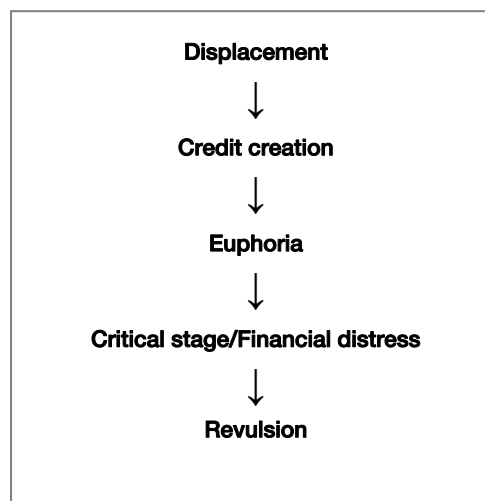 Displacement
Credit creation
Euphoria
Critical stage/Financial distress
Revulsion